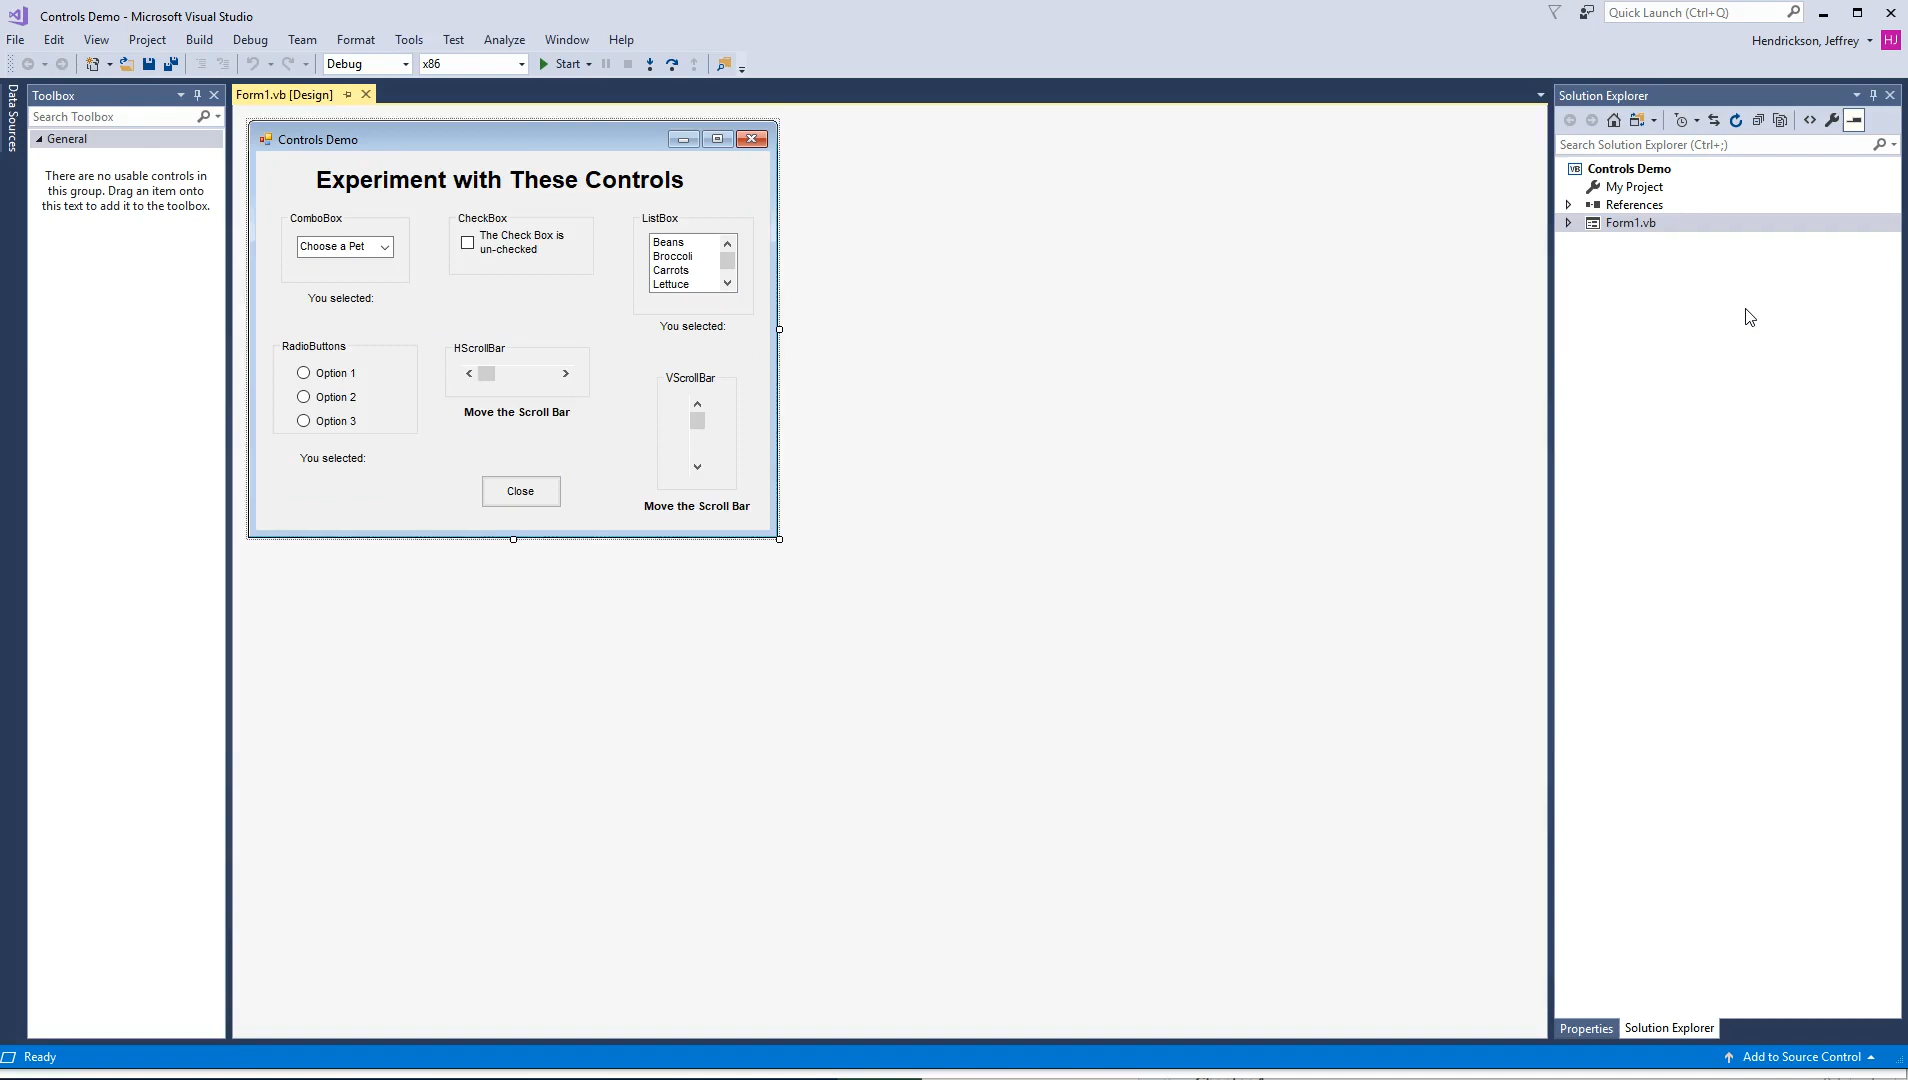 Controls Demo - Microsoft Visual Studio
Quick Launch (Ctrl+Q)
File Edit View Project Build Debug Team Format Tools Test Analyze Window Help
Hendrickson, Jeffrey HJ
Debug x86 Start
Data Sources
Toolbox
Search Toolbox
General
There are no usable controls in
this group. Drag an item onto
this text to add it to the toolbox.
Form1.vb [Design]
Controls Demo
Experiment with These Controls
ComboBox
Choose a Pet
You selected:
CheckBox
The Check Box is
un-checked
ListBox
Beans
Broccoli
Carrots
Lettuce
You selected:
RadioButtons
Option 1
Option 2
Option 3
You selected:
HScrollBar
Move the Scroll Bar
VScrollBar
Move the Scroll Bar
Close
Solution Explorer
Search Solution Explorer (Ctrl+;)
VB Controls Demo
My Project
References
Form1.vb
Properties Solution Explorer
Ready
Add to Source Control